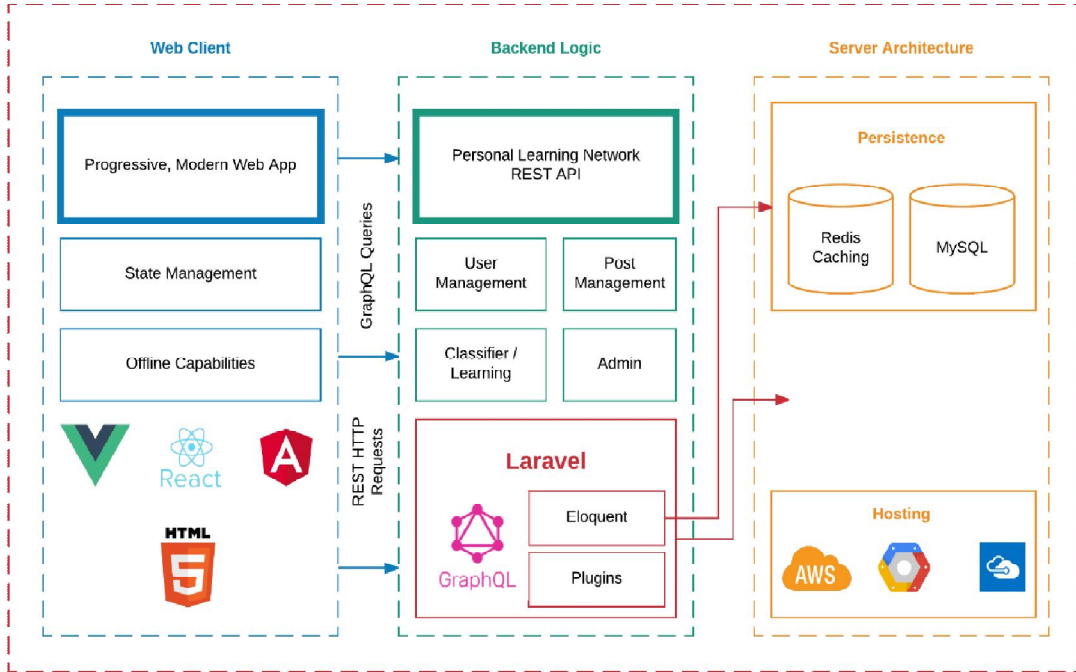 Web Client
Backend Logic
Server Architecture
Progressive, Modern Web App
State Management
Offline Capabilities
React
HTML
5
A
GraphQL Queries
REST HTTP
Requests
Personal Learning Network
REST API
User
Management
Post
Management
Classifier /
Learning
Admin
Laravel
GraphQL
Eloquent
Plugins
Persistence
Redis
Caching
MySQL
Hosting
AWS